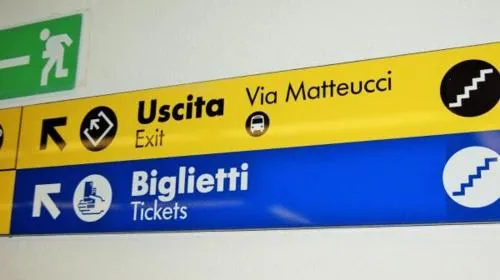 Uscita Via Matteucci
Exit
Biglietti
Tickets